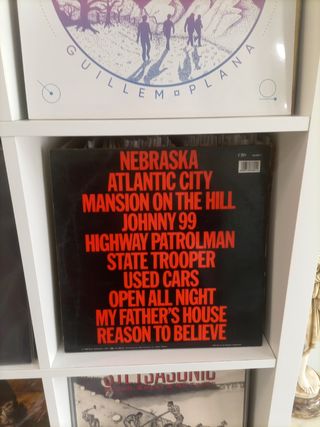 GUILLEM PLANA
NEBRASKA
ATLANTIC CITY
MANSION ON THE HILL
JOHNNY 99
HIGHWAY PATROLMAN
STATE TROOPER
USED CARS
OPEN ALL NIGHT
MY FATHER'S HOUSE
REASON TO BELIEVE
STETSASONIC